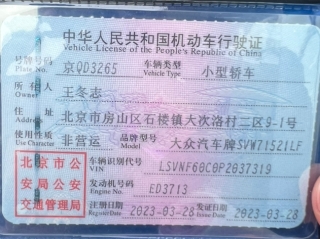 中华人民共和国机动车行驶证
Vehicle License of the People's Republic of China
号牌号码 京QD3265 车辆类型 小型轿车
Plate No. Vehicle Type
所有人 王冬志
Owner
住址 北京市房山区石楼镇大次洛村二区9-1号
Address
使用性质 非营运 品牌型号 大众汽车牌SVW71521LF
Use Character Model
北京市公安局公安交通管理局
车辆识别代号 LSVNF60C0P2037319
VIN
发动机号码 ED3713
Engine No.
注册日期 2023-03-28 发证日期 2023-03-28
Register Date Issue Date